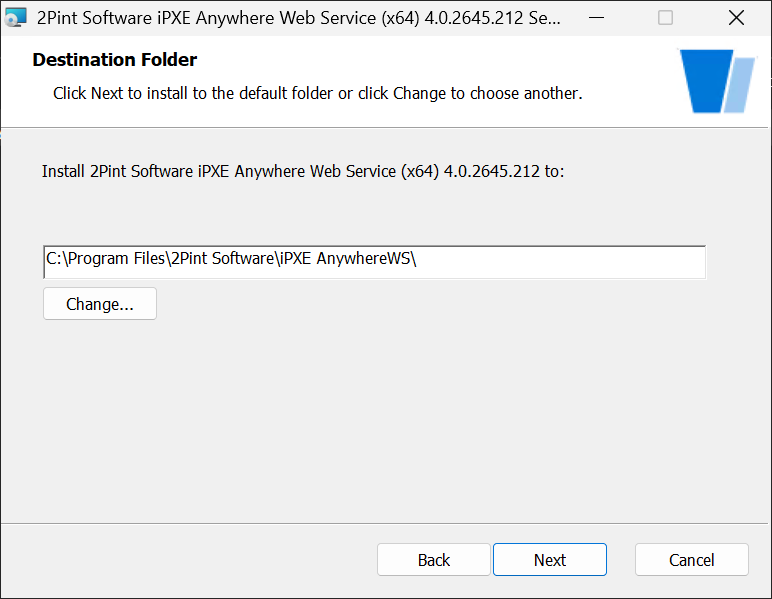 2Pint Software iPXE Anywhere Web Service (x64) 4.0.2645.212 Se...
Destination Folder
Click Next to install to the default folder or click Change to choose another.
Install 2Pint Software iPXE Anywhere Web Service (x64) 4.0.2645.212 to:
C:\Program Files\2Pint Software\iPXE AnywhereWS\
Change...
Back
Next
Cancel